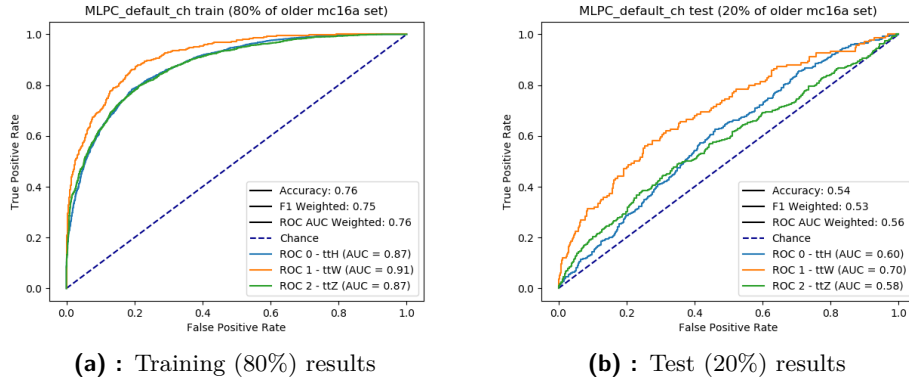 MLPC_default_ch train (80% of older mc16a set)
True Positive Rate
1.0
0.8
0.6
0.4
0.2
0.0
Accuracy: 0.76
F1 Weighted: 0.75
ROC AUC Weighted: 0.76
Chance
ROC 0 - ttH (AUC = 0.87)
ROC 1 - ttW (AUC = 0.91)
ROC 2 - ttZ (AUC = 0.87)
0.0 0.2 0.4 0.6 0.8 1.0
False Positive Rate
(a) : Training (80%) results
MLPC_default_ch test (20% of older mc16a set)
True Positive Rate
1.0
0.8
0.6
0.4
0.2
0.0
Accuracy: 0.54
F1 Weighted: 0.53
ROC AUC Weighted: 0.56
Chance
ROC 0 - ttH (AUC = 0.60)
ROC 1 - ttW (AUC = 0.70)
ROC 2 - ttZ (AUC = 0.58)
0.0 0.2 0.4 0.6 0.8 1.0
False Positive Rate
(b) : Test (20%) results